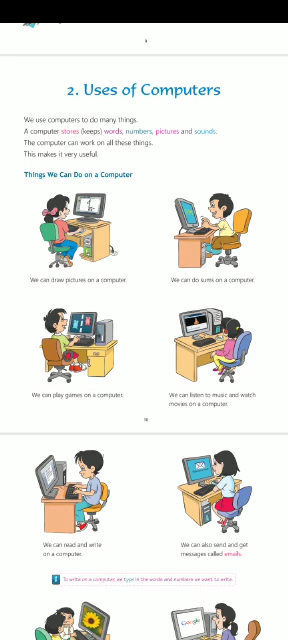 2. Uses of Computers
We use computers to do many things.
A computer stores (keeps) words, numbers, pictures and sounds.
The computer can work on all these things.
This makes it very useful.
Things We Can Do on a Computer
We can draw pictures on a computer.
We can do sums on a computer.
We can play games on a computer.
We can listen to music and watch
movies on a computer.
We can read and write
on a computer.
We can also send and get
messages called emails.
To write on a computer, we type in the words and numbers we want to write.
Google